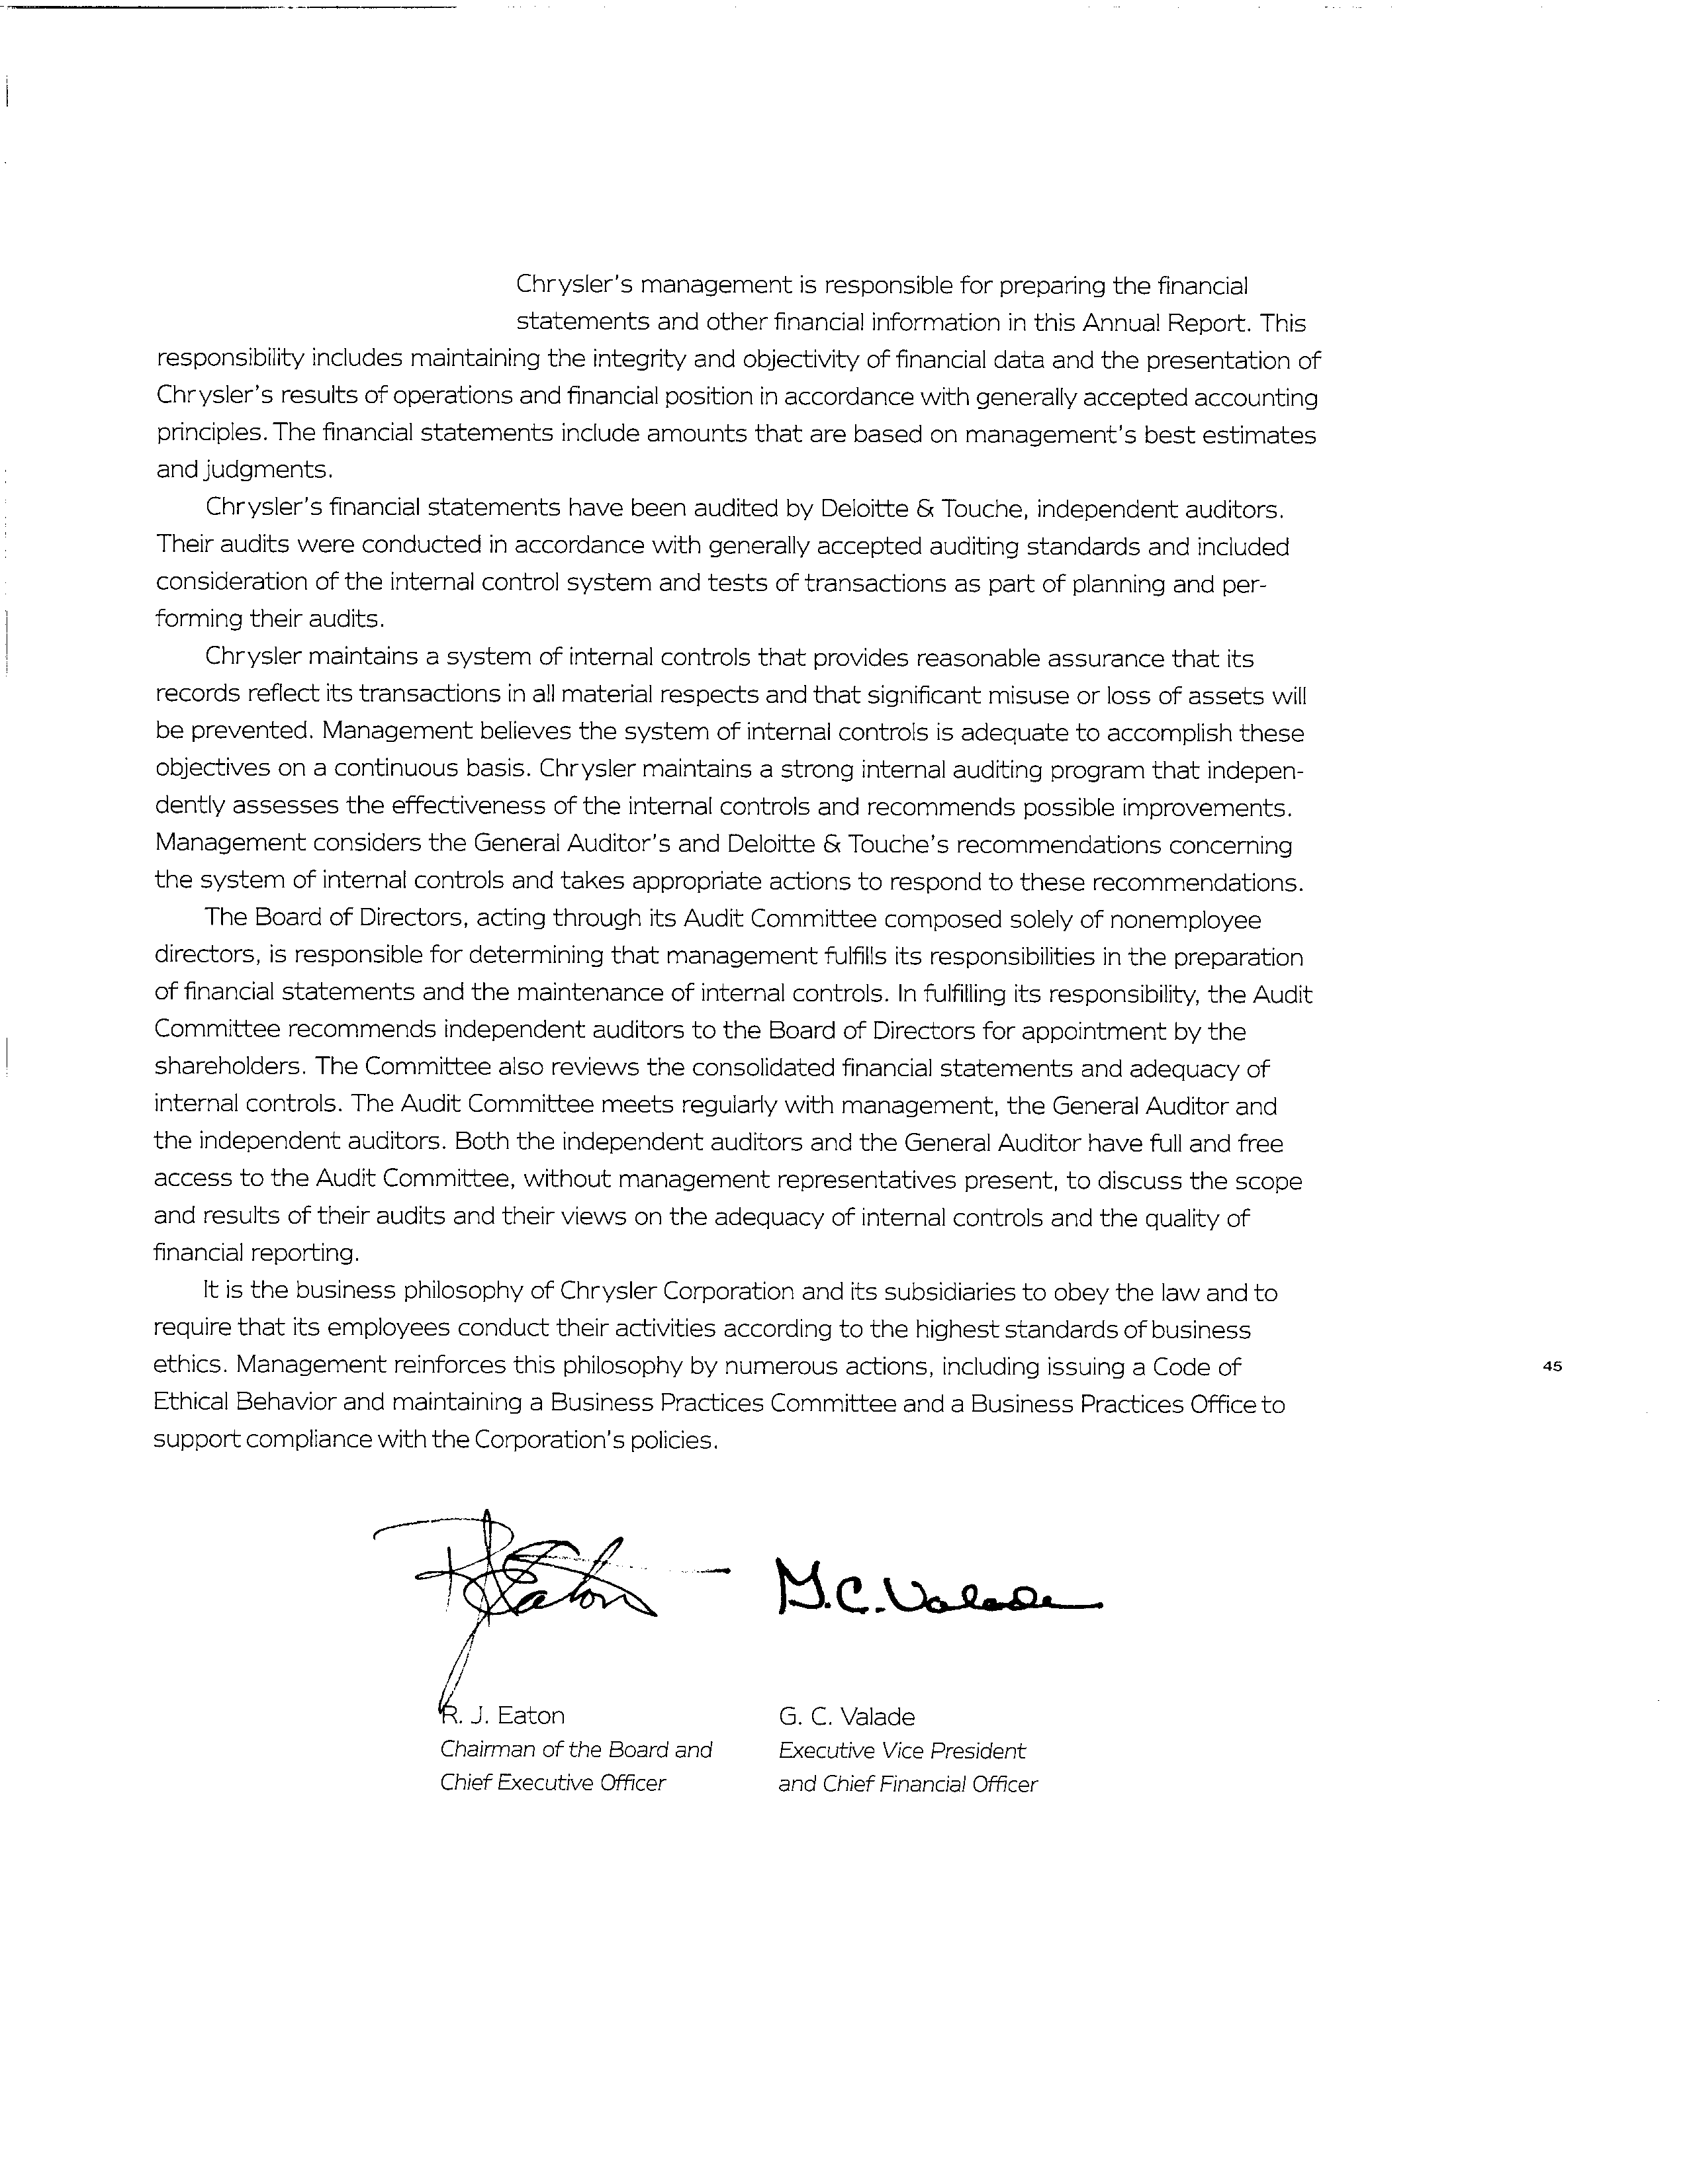 Chrysler's management is responsible for preparing the financial
statements and other financial information in this Annual Report. This
responsibility includes maintaining the integrity and objectivity of financial data and the presentation of
Chrysler's results of operations and financial position in accordance with generally accepted accounting
principles. The financial statements include amounts that are based on management's best estimates
and judgments.
Chrysler's financial statements have been audited by Deloitte & Touche, independent auditors.
Their audits were conducted in accordance with generally accepted auditing standards and included
consideration of the internal control system and tests of transactions as part of planning and per-
forming their audits.
Chrysler maintains a system of internal controls that provides reasonable assurance that its
records reflect its transactions in all material respects and that significant misuse or loss of assets will
be prevented. Management believes the system of internal controls is adequate to accomplish these
objectives on a continuous basis. Chrysler maintains a strong internal auditing program that indepen-
dently assesses the effectiveness of the internal controls and recommends possible improvements.
Management considers the General Auditor's and Deloitte & Touche's recommendations concerning
the system of internal controls and takes appropriate actions to respond to these recommendations.
The Board of Directors, acting through its Audit Committee composed solely of nonemployee
directors, is responsible for determining that management fulfills its responsibilities in the preparation
of financial statements and the maintenance of internal controls. In fulfilling its responsibility, the Audit
Committee recommends independent auditors to the Board of Directors for appointment by the
shareholders. The Committee also reviews the consolidated financial statements and adequacy of
internal controls. The Audit Committee meets regularly with management, the General Auditor and
the independent auditors. Both the independent auditors and the General Auditor have full and free
access to the Audit Committee, without management representatives present, to discuss the scope
and results of their audits and their views on the adequacy of internal controls and the quality of
financial reporting.
It is the business philosophy of Chrysler Corporation and its subsidiaries to obey the law and to
require that its employees conduct their activities according to the highest standards of business
ethics. Management reinforces this philosophy by numerous actions, including issuing a Code of
Ethical Behavior and maintaining a Business Practices Committee and a Business Practices Office to
support compliance with the Corporation's policies.
45
RJEaton G.C. Valade
R. J. Eaton
Chairman of the Board and
Chief Executive Officer
G. C. Valade
Executive Vice President
and Chief Financial Officer